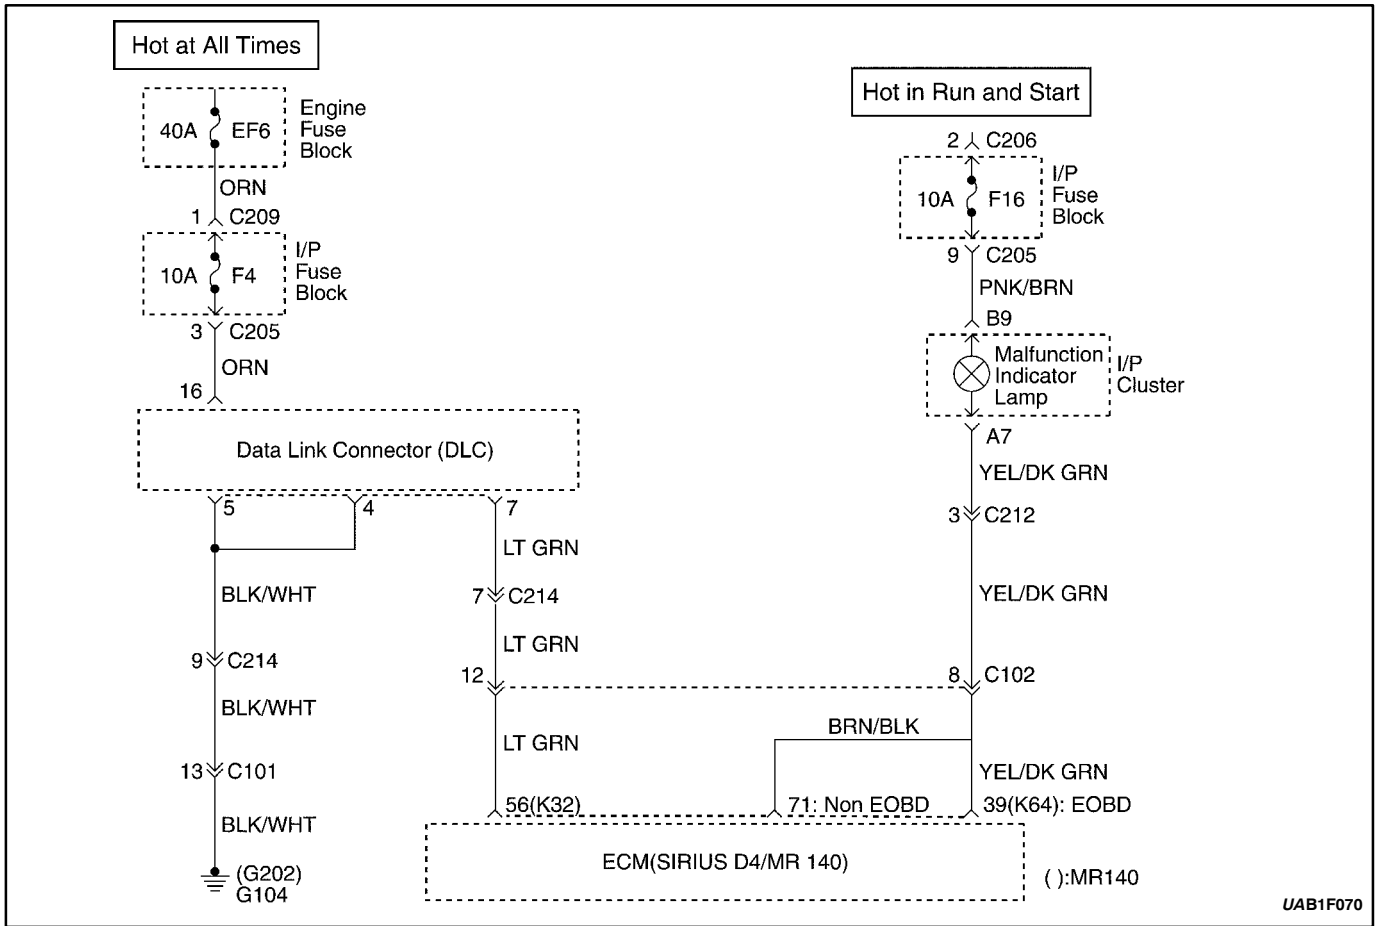 Hot at All Times
40A EF6
Engine
Fuse
Block
ORN
1 C209
10A F4
I/P
Fuse
Block
3 C205
ORN
16
Data Link Connector (DLC)
5
4
7
LT GRN
BLK/WHT
7 C214
LT GRN
9 C214
12
BLK/WHT
LT GRN
13 C101
BLK/WHT
(G202)
G104
Hot in Run and Start
2 C206
10A F16
I/P
Fuse
Block
9 C205
PNK/BRN
B9
Malfunction
Indicator
Lamp
I/P
Cluster
A7
YEL/DK GRN
3 C212
YEL/DK GRN
8 C102
BRN/BLK
YEL/DK GRN
56(K32)
71: Non EOBD
39(K64): EOBD
ECM(SIRIUS D4/MR 140)
( ):MR140
UAB1F070